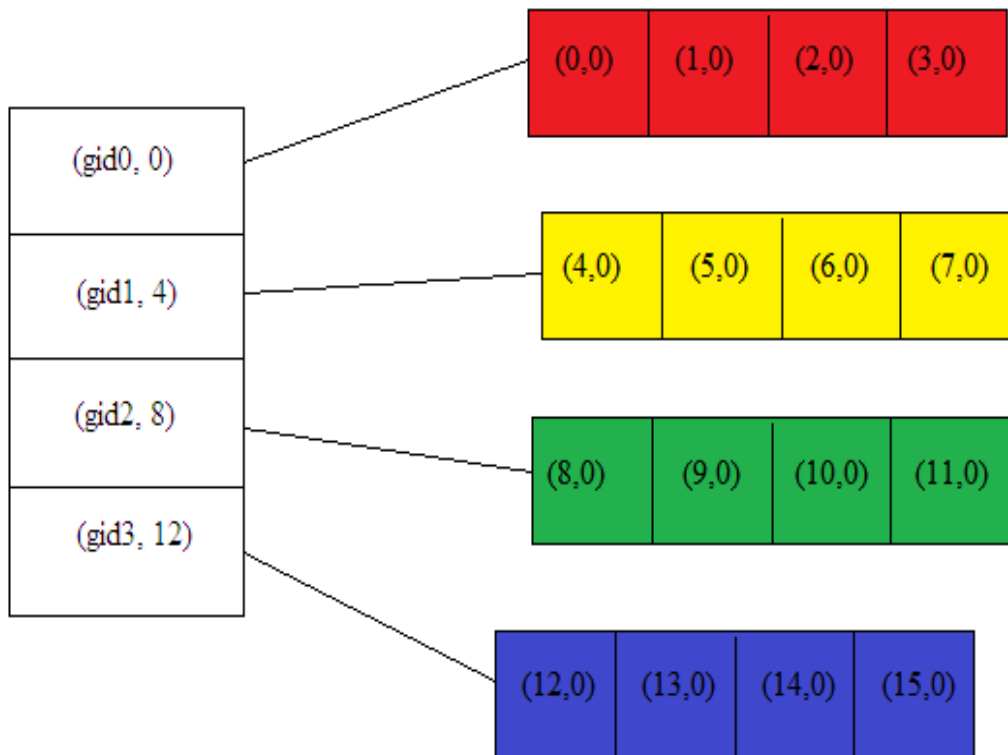 (0,0) (1,0) (2,0) (3,0)
(gid0, 0)
(4,0) (5,0) (6,0) (7,0)
(gid1, 4)
(gid2, 8)
(8,0) (9,0) (10,0) (11,0)
(gid3, 12)
(12,0) (13,0) (14,0) (15,0)